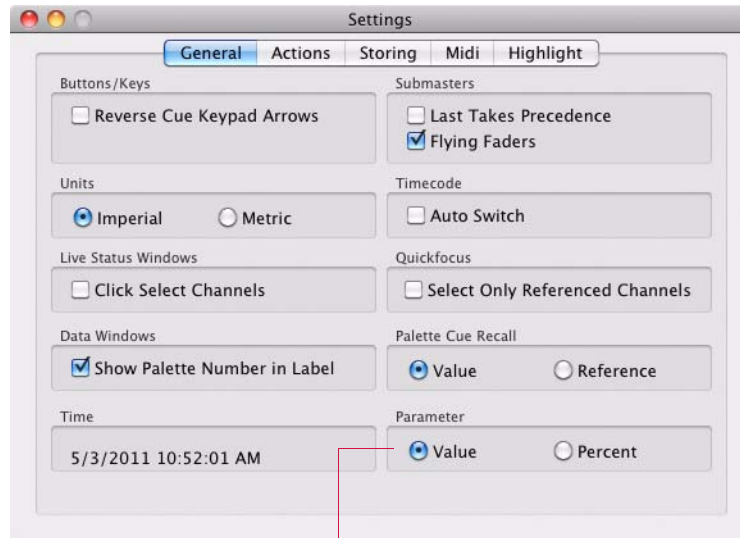 Settings
General Actions Storing Midi Highlight
Buttons/Keys
Reverse Cue Keypad Arrows
Submasters
Last Takes Precedence
Flying Faders
Units
Imperial Metric
Timecode
Auto Switch
Live Status Windows
Click Select Channels
Quickfocus
Select Only Referenced Channels
Data Windows
Show Palette Number in Label
Palette Cue Recall
Value Reference
Time
5/3/2011 10:52:01 AM
Parameter
Value Percent